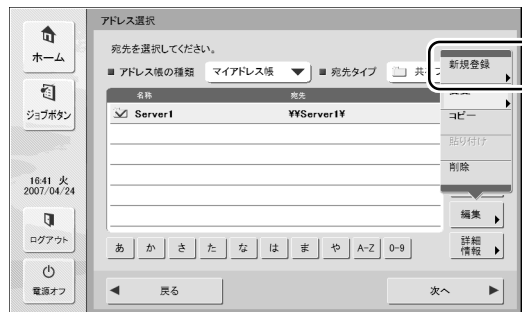 アドレス選択
ホーム
ジョブボタン
16:41 火
2007/04/24
ログアウト
電源オフ
宛先を選択してください。
■ アドレス帳の種類 マイアドレス帳 ■ 宛先タイプ
名称 宛先
Server1 ¥¥Server1¥
新規登録
コピー
貼り付け
削除
編集
詳細
情報
あ か さ た な は ま や A-Z 0-9
戻る 次へ